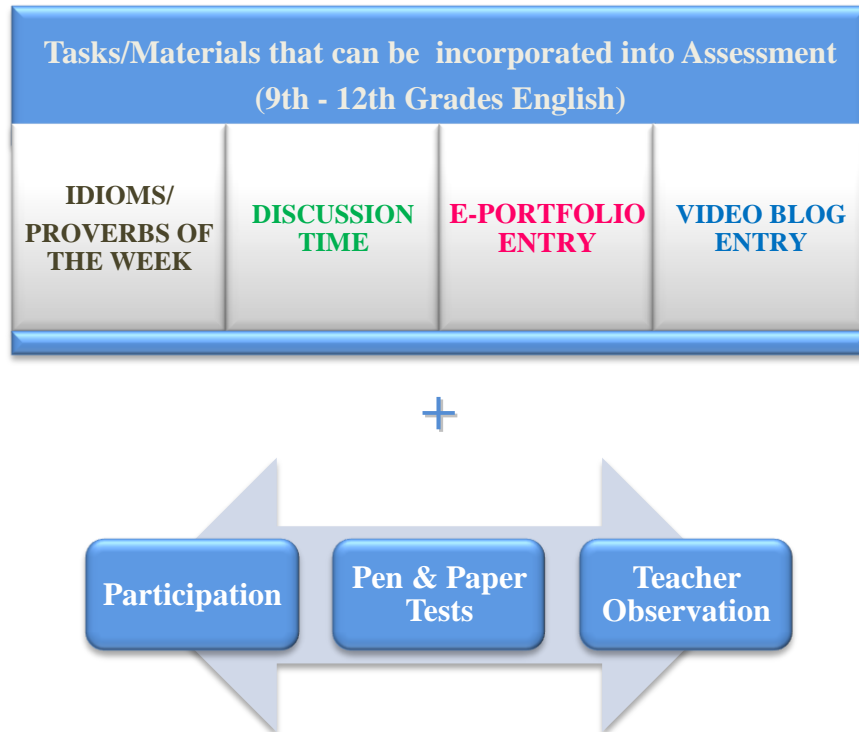 Tasks/Materials that can be incorporated into Assessment
(9th - 12th Grades English)
IDIOMS/
PROVERBS OF
THE WEEK
DISCUSSION
TIME
E-PORTFOLIO
ENTRY
VIDEO BLOG
ENTRY
+
Participation
Pen & Paper
Tests
Teacher
Observation